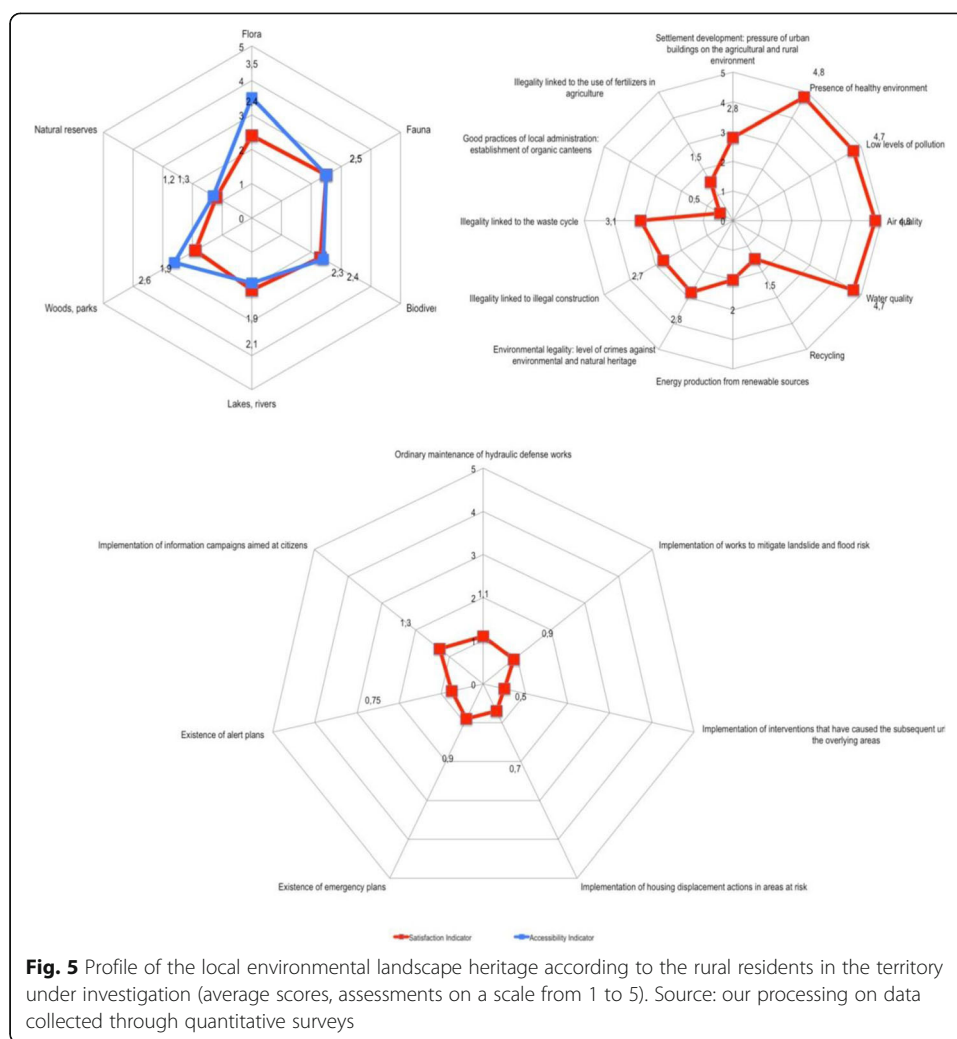 Flora
5
3,5
4
2,4
3
2
1
0
Natural reserves
Fauna
1,2 1,3
2,5
2,6
1,9
2,3
2,4
Woods, parks
Biodiver
1,9
2,1
Lakes, rivers
Settlement development: pressure of urban
buildings on the agricultural and rural
environment
4,8
5
Illegality linked to the use of fertilizers in
agriculture
Presence of healthy environment
4
2,8
Good practices of local administration:
establishment of organic canteens
4,7
Low levels of pollution
3
1,5
2
0,5
1
Illegality linked to the waste cycle
3,1
0
Air quality
2,7
Illegality linked to illegal construction
1,5
Water quality
4,7
2,8
2
Environmental legality: level of crimes against
environmental and natural heritage
Recycling
Energy production from renewable sources
Ordinary maintenance of hydraulic defense works
5
4
3
2
1,1
1
0
Implementation of information campaigns aimed at citizens
Implementation of works to mitigate landslide and flood risk
1,3
0,9
0,75
0,5
Existence of alert plans
Implementation of interventions that have caused the subsequent
the overlying areas
0,9
0,7
Existence of emergency plans
Implementation of housing displacement actions in areas at risk
Satisfaction Indicator
Accessibility Indicator
Fig. 5 Profile of the local environmental landscape heritage according to the rural residents in the territory
under investigation (average scores, assessments on a scale from 1 to 5). Source: our processing on data
collected through quantitative surveys